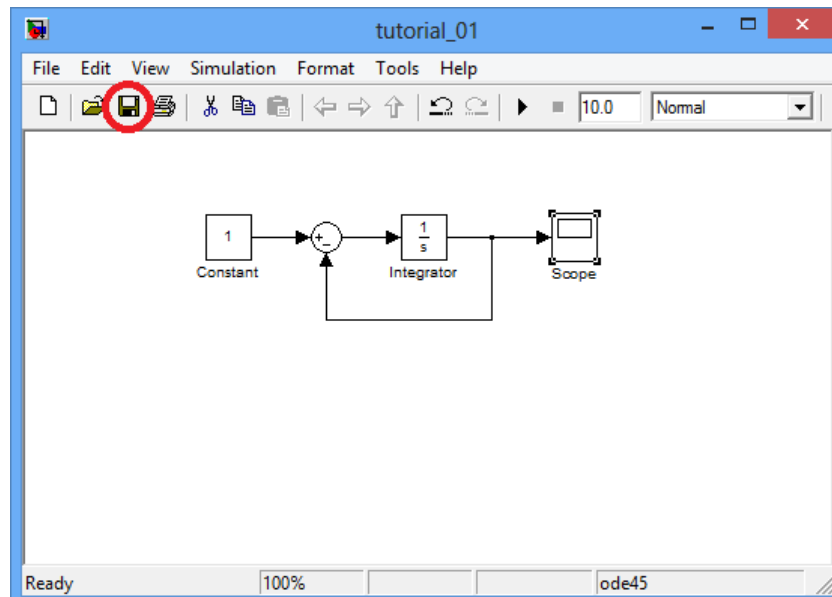 tutorial_01
File Edit View Simulation Format Tools Help
10.0 Normal
1
+
-
1
s
Constant
Integrator
Scope
Ready 100% ode45